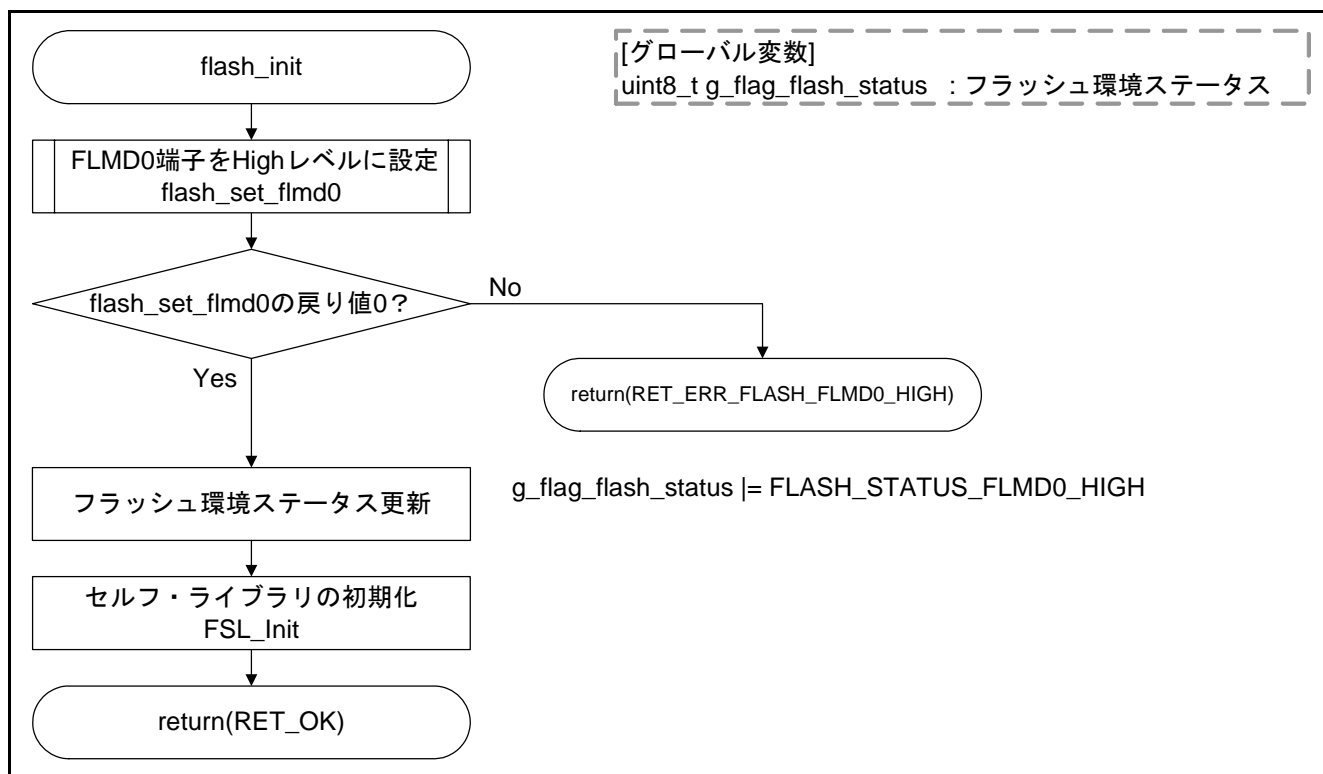 flash_init
[グローバル変数]
uint8_t g_flag_flash_status ：フラッシュ環境ステータス
FLMD0端子をHighレベルに設定
flash_set_flmd0
flash_set_flmd0の戻り値0？
No
Yes
return(RET_ERR_FLASH_FLMD0_HIGH)
フラッシュ環境ステータス更新
g_flag_flash_status |= FLASH_STATUS_FLMD0_HIGH
セルフ・ライブラリの初期化
FSL_Init
return(RET_OK)